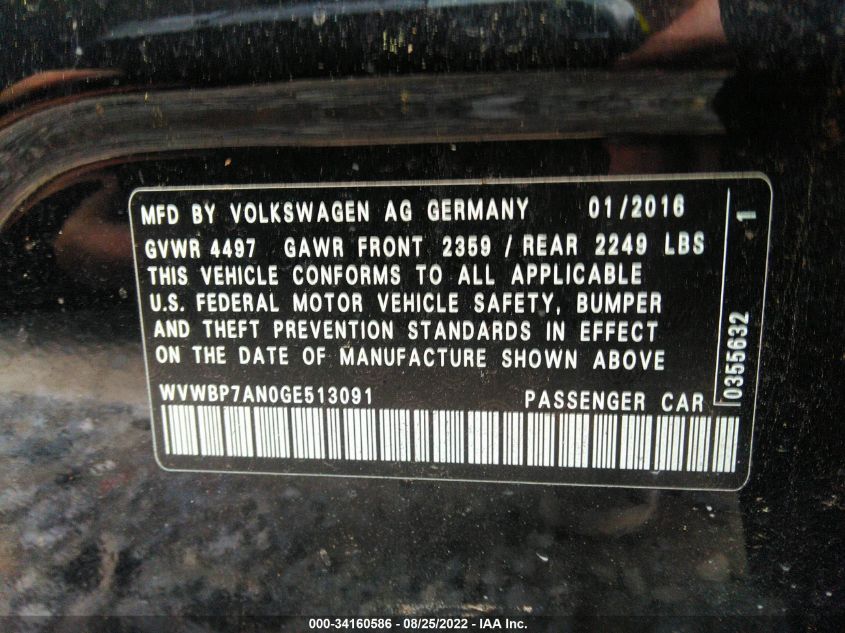 MFD BY VOLKSWAGEN AG GERMANY 01/2016
GVWR 4497 GAWR FRONT 2359 / REAR 2249 LBS
THIS VEHICLE CONFORMS TO ALL APPLICABLE
U.S. FEDERAL MOTOR VEHICLE SAFETY, BUMPER
AND THEFT PREVENTION STANDARDS IN EFFECT
ON THE DATE OF MANUFACTURE SHOWN ABOVE
WVWBP7AN0GE513091 PASSENGER CAR
0355632 1
000-34160586 - 08/25/2022 - IAA Inc.